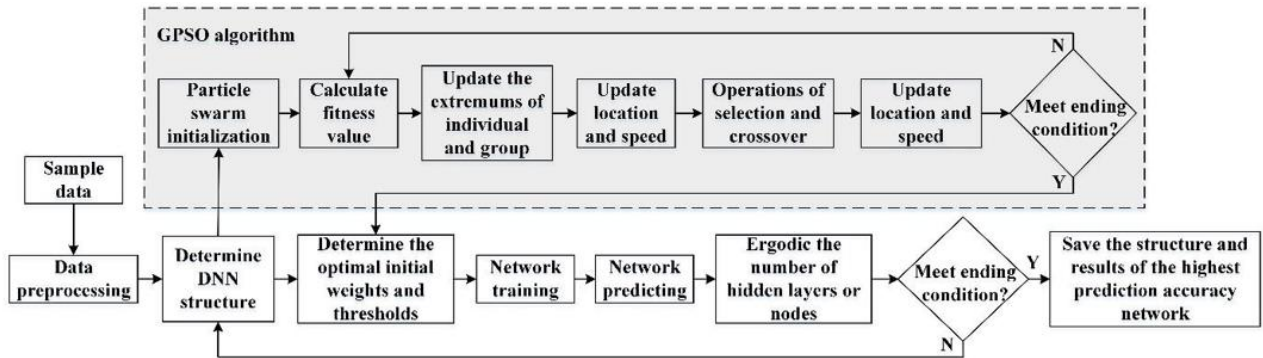 GPSO algorithm
N
Particle
swarm
initialization
Calculate
fitness
value
Update the
extremums of
individual
and group
Update
location
and speed
Operations of
selection and
crossover
Update
location
and speed
Meet ending
condition?
Y
Sample
data
Data
preprocessing
Determine
DNN
structure
Determine the
optimal initial
weights and
thresholds
Network
training
Network
predicting
Ergodic the
number of
hidden layers or
nodes
Meet ending
condition?
Y
Save the structure and
results of the highest
prediction accuracy
network
N